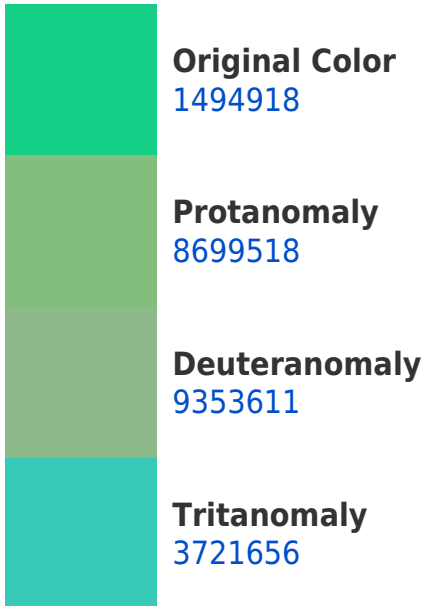 Original Color
1494918
Protanomaly
8699518
Deuteranomaly
9353611
Tritanomaly
3721656